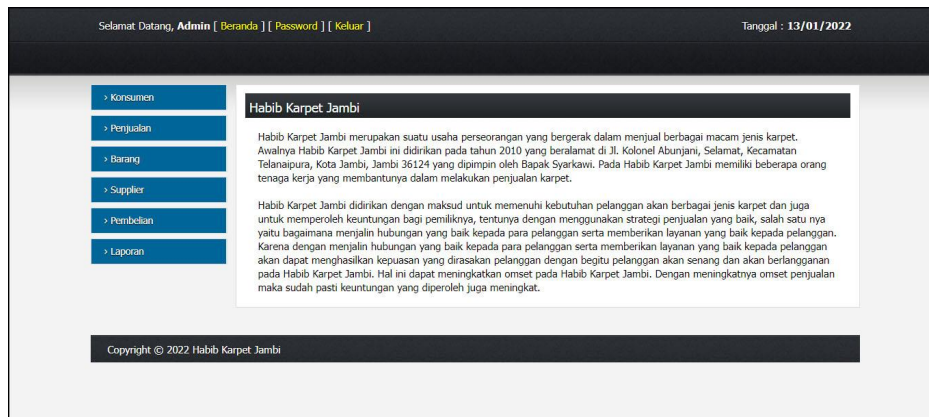 Selamat Datang, Admin [ Beranda ] [ Password ] [ Keluar ]
Tanggal : 13/01/2022
› Konsumen
› Penjualan
› Barang
› Supplier
› Pembelian
› Laporan
Habib Karpet Jambi
Habib Karpet Jambi merupakan suatu usaha perseorangan yang bergerak dalam menjual berbagai macam jenis karpet.
Awalnya Habib Karpet Jambi ini didirikan pada tahun 2010 yang beralamat di Jl. Kolonel Abunjani, Selamat, Kecamatan
Telanaipura, Kota Jambi, Jambi 36124 yang dipimpin oleh Bapak Syarkawi. Pada Habib Karpet Jambi memiliki beberapa orang
tenaga kerja yang membantunya dalam melakukan penjualan karpet.
Habib Karpet Jambi didirikan dengan maksud untuk memenuhi kebutuhan pelanggan akan berbagai jenis karpet dan juga
untuk memperoleh keuntungan bagi pemiliknya, tentunya dengan menggunakan strategi penjualan yang baik, salah satu nya
yaitu bagaimana menjalin hubungan yang baik kepada para pelanggan serta memberikan layanan yang baik kepada pelanggan.
Karena dengan menjalin hubungan yang baik kepada para pelanggan serta memberikan layanan yang baik kepada pelanggan
akan dapat menghasilkan kepuasan yang dirasakan pelanggan dengan begitu pelanggan akan senang dan akan berlangganan
pada Habib Karpet Jambi. Hal ini dapat meningkatkan omset pada Habib Karpet Jambi. Dengan meningkatnya omset penjualan
maka sudah pasti keuntungan yang diperoleh juga meningkat.
Copyright © 2022 Habib Karpet Jambi